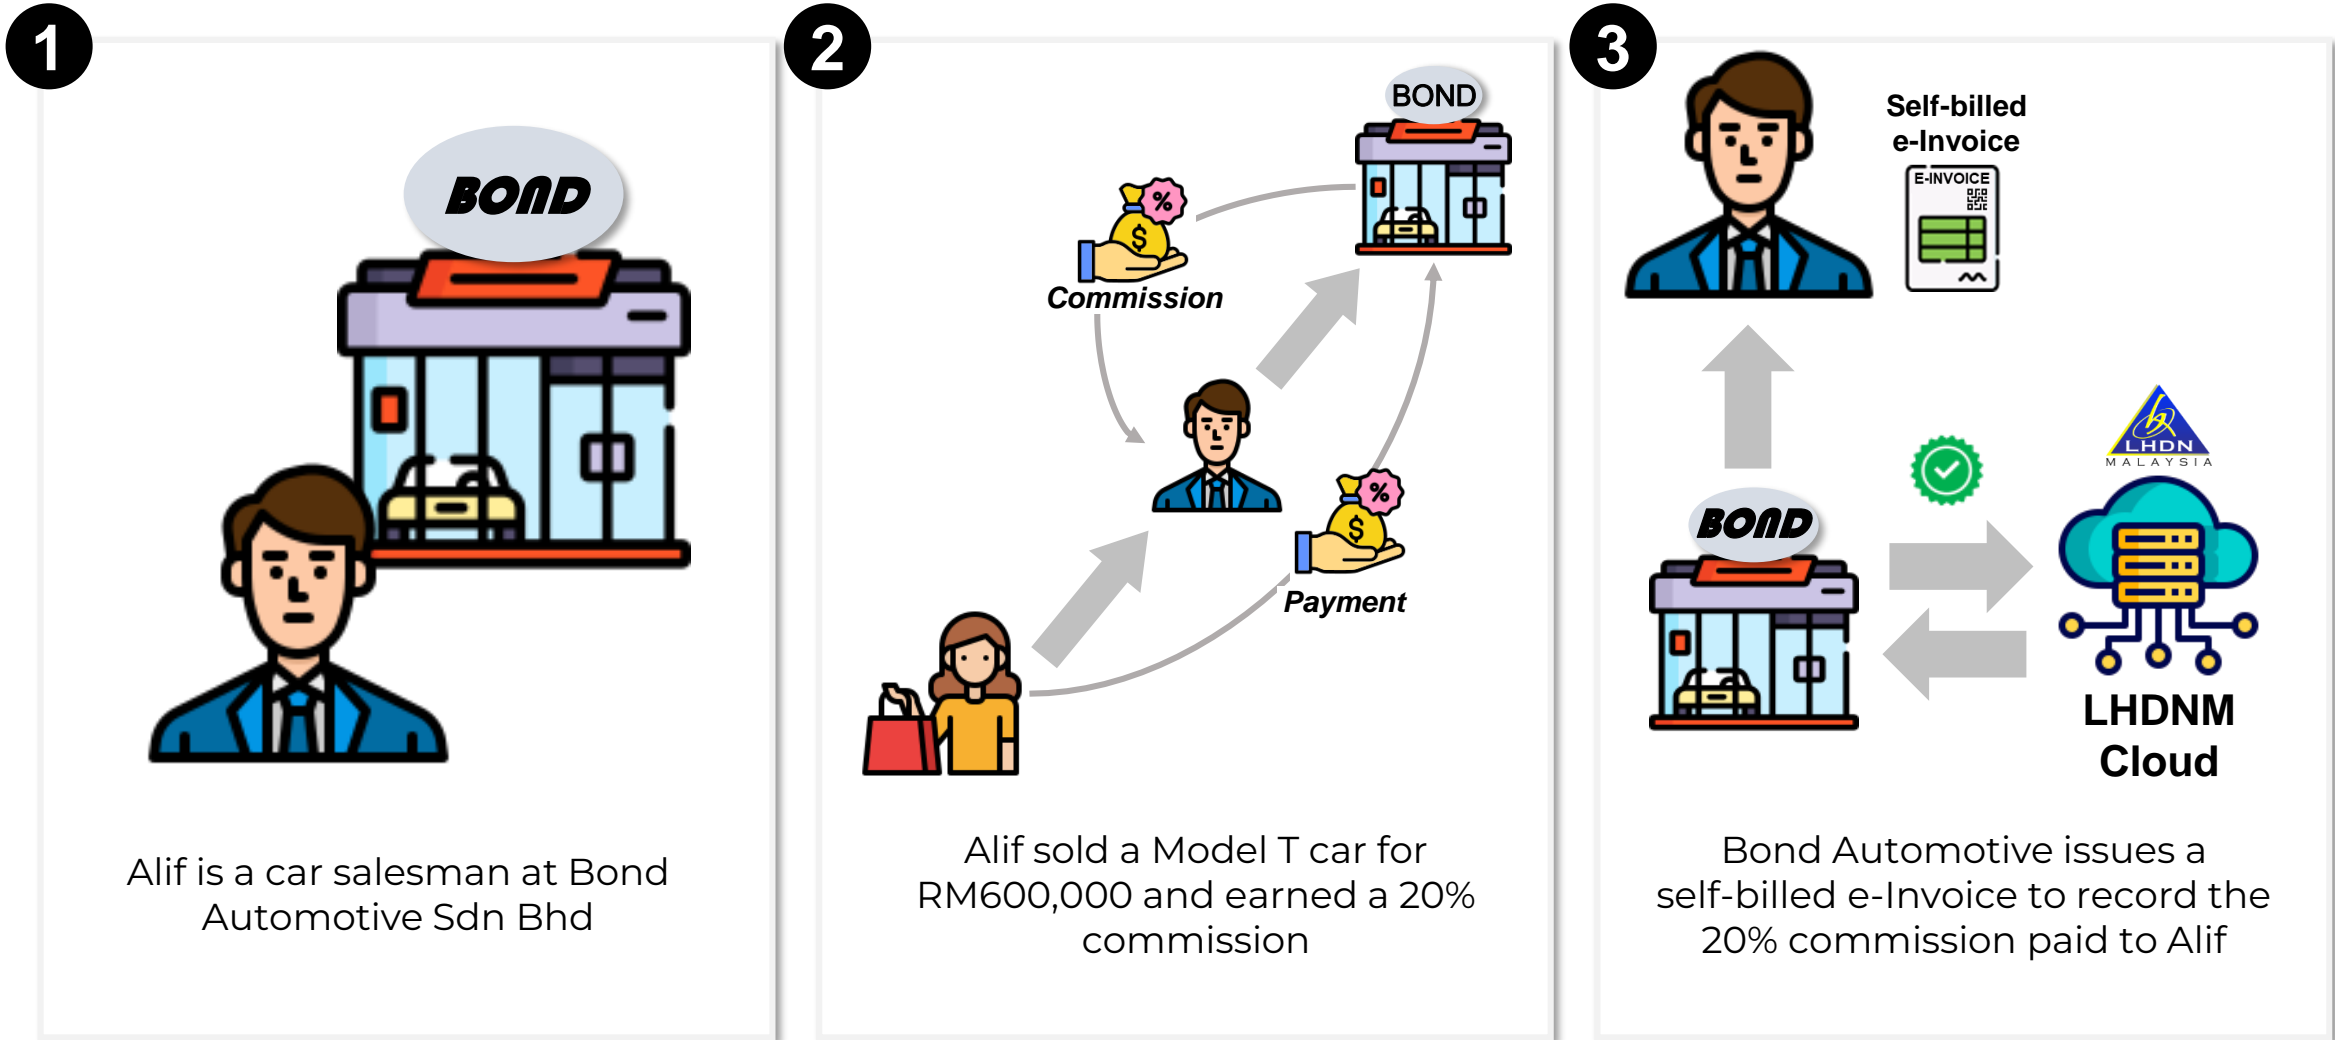 1
BOND
Alif is a car salesman at Bond
Automotive Sdn Bhd
2
BOND
Commission
Payment
Alif sold a Model T car for
RM600,000 and earned a 20%
commission
3
Self-billed
e-Invoice
E-INVOICE
LHDN
MALAYSIA
BOND
LHDNM
Cloud
Bond Automotive issues a
self-billed e-Invoice to record the
20% commission paid to Alif